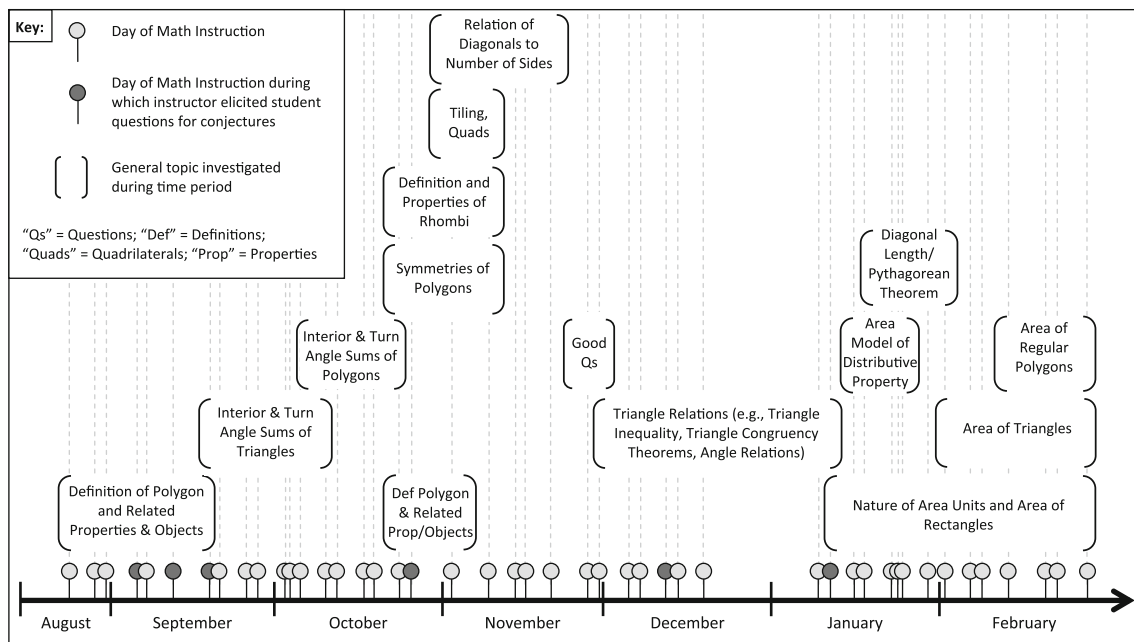 Key:
Day of Math Instruction
Day of Math Instruction during
which instructor elicited student
questions for conjectures
General topic investigated
during time period
“Qs” = Questions; “Def” = Definitions;
“Quads” = Quadrilaterals; “Prop” = Properties
Relation of
Diagonals to
Number of Sides
Tiling,
Quads
Definition and
Properties of
Rhombi
Symmetries of
Polygons
Diagonal
Length/
Pythagorean
Theorem
Interior & Turn
Angle Sums of
Polygons
Good
Qs
Area
Model of
Distributive
Property
Area of
Regular
Polygons
Interior & Turn
Angle Sums of
Triangles
Triangle Relations (e.g., Triangle
Inequality, Triangle Congruency
Theorems, Angle Relations)
Area of Triangles
Definition of Polygon
and Related
Properties & Objects
Def Polygon
& Related
Prop/Objects
Nature of Area Units and Area of
Rectangles
August
September
October
November
December
January
February